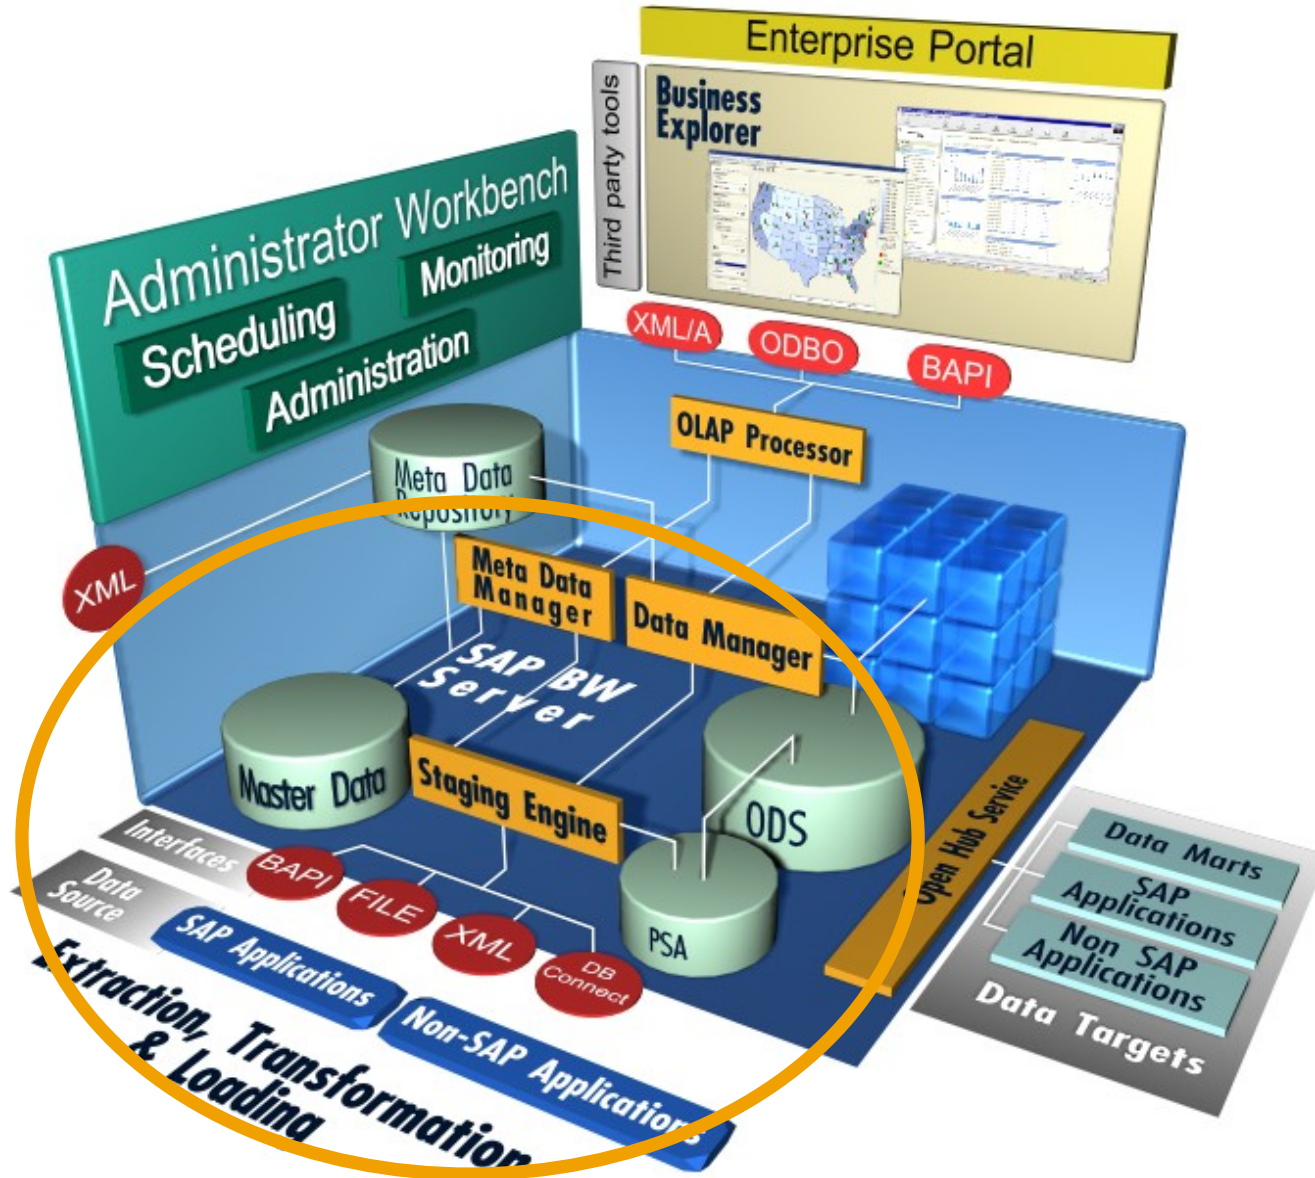 Enterprise Portal
Third party tools
Business
Explorer
Administrator Workbench
Scheduling
Monitoring
Administration
XML/A
ODBO
BAPI
OLAP Processor
Meta Data
Repository
XML
Meta Data
Manager
Data Manager
SAP BW
Server
Master Data
Staging Engine
ODS
PSA
Open Hub Service
Interfaces
BAPI
FILE
XML
DB
Connect
Data
Source
SAP Applications
Non-SAP Applications
Extraction, Transformation
& Loading
Data Marts
SAP
Applications
Non SAP
Applications
Data Targets